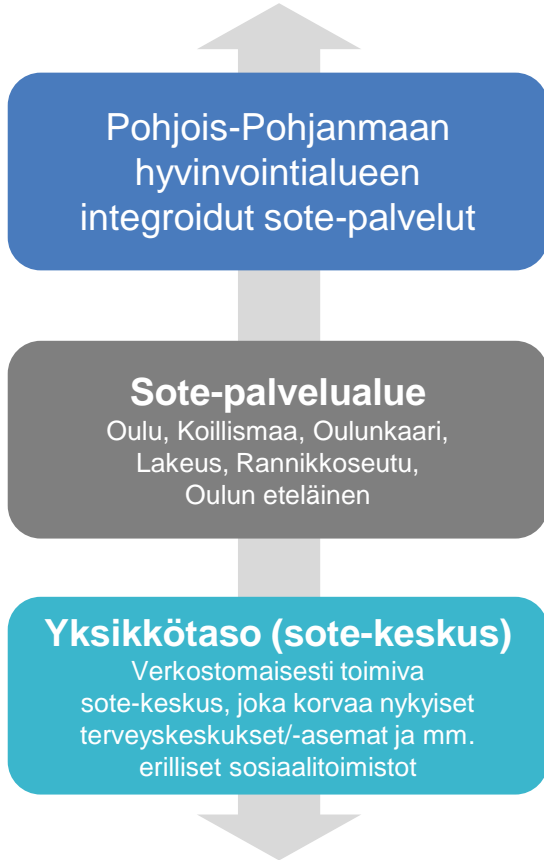 Pohjois-Pohjanmaan
hyvinvointialueen
integroidut sote-palvelut
Sote-palvelualue
Oulu, Koillismaa, Oulunkaari,
Lakeus, Rannikkoseutu,
Oulun eteläinen
Yksikkötaso (sote-keskus)
Verkostomaisesti toimiva
sote-keskus, joka korvaa nykyiset
terveyskeskukset/-asemat ja mm.
erilliset sosiaalitoimistot